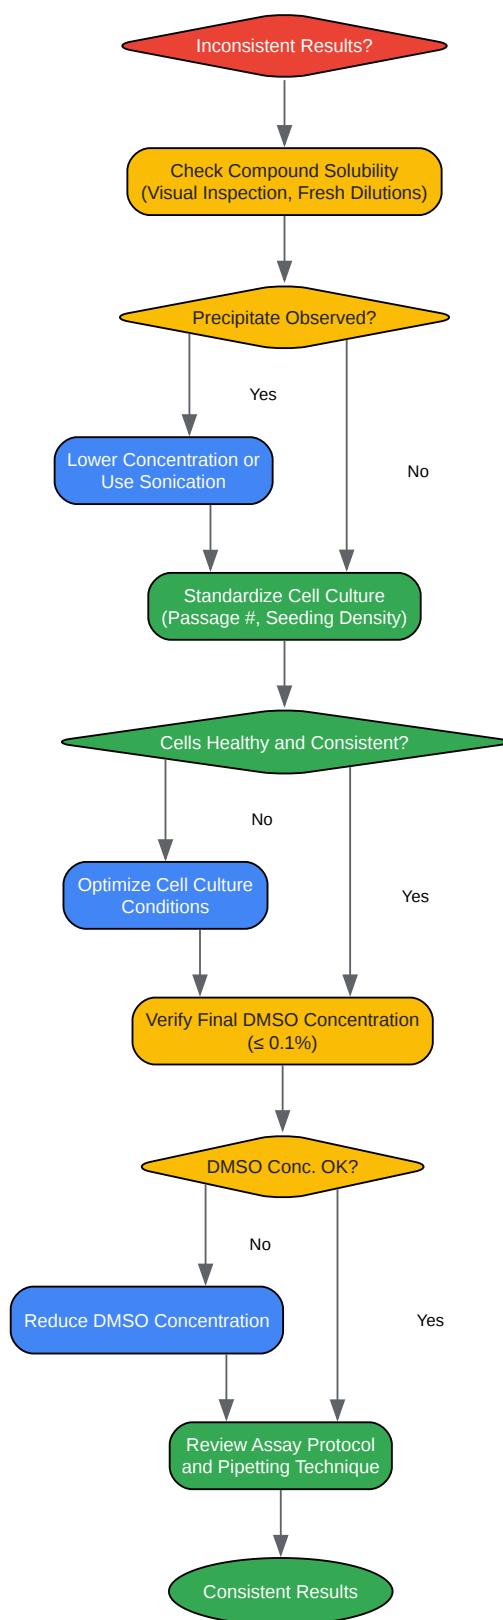 Inconsistent Results?
Check Compound Solubility
(Visual Inspection, Fresh Dilutions)
Precipitate Observed?
Yes
Lower Concentration or
Use Sonication
No
Standardize Cell Culture
(Passage #, Seeding Density)
Cells Healthy and Consistent?
No
Optimize Cell Culture
Conditions
Yes
Verify Final DMSO Concentration
(≤ 0.1%)
DMSO Conc. OK?
No
Reduce DMSO Concentration
Yes
Review Assay Protocol
and Pipetting Technique
Consistent Results